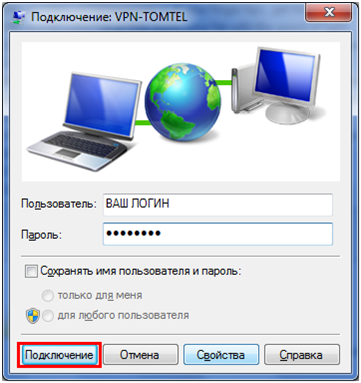 Подключение: VPN-TOMTEL
Пользователь: ВАШ ЛОГИН
Пароль: ••••••••
Сохранять имя пользователя и пароль:
только для меня
для любого пользователя
Подключение Отмена Свойства Справка